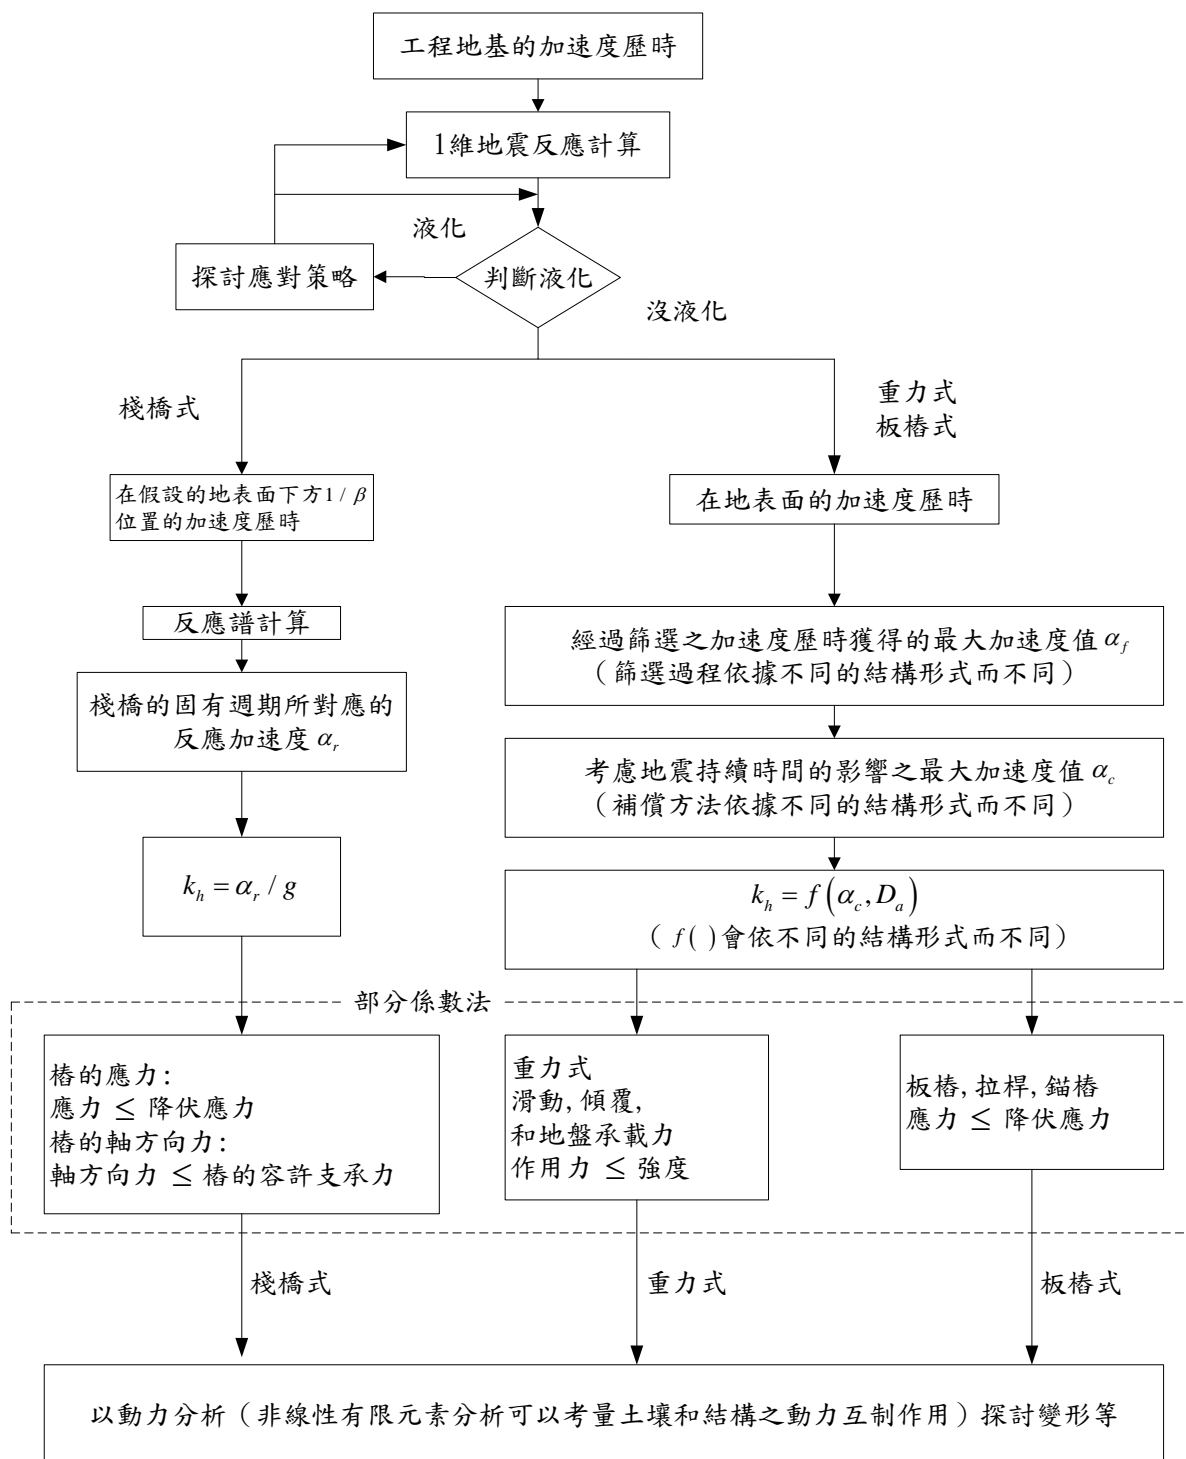 工程地基的加速度歷時
1維地震反應計算
液化
探討應對策略
判斷液化
沒液化
棧橋式
重力式
板樁式
在假設的地表面下方1 / β
位置的加速度歷時
在地表面的加速度歷時
反應譜計算
經過篩選之加速度歷時獲得的最大加速度值 α_f
（篩選過程依據不同的結構形式而不同）
棧橋的固有週期所對應的
反應加速度 α_r
考慮地震持續時間的影響之最大加速度值 α_c
（補償方法依據不同的結構形式而不同）
k_h = α_r / g
k_h = f(α_c, D_a)
（ f( ) 會依不同的結構形式而不同）
部分係數法
樁的應力:
應力 ≤ 降伏應力
樁的軸方向力:
軸方向力 ≤ 樁的容許支承力
重力式
滑動, 傾覆,
和地盤承載力
作用力 ≤ 強度
板樁, 拉桿, 錨樁
應力 ≤ 降伏應力
棧橋式
重力式
板樁式
以動力分析（非線性有限元素分析可以考量土壤和結構之動力互制作用）探討變形等